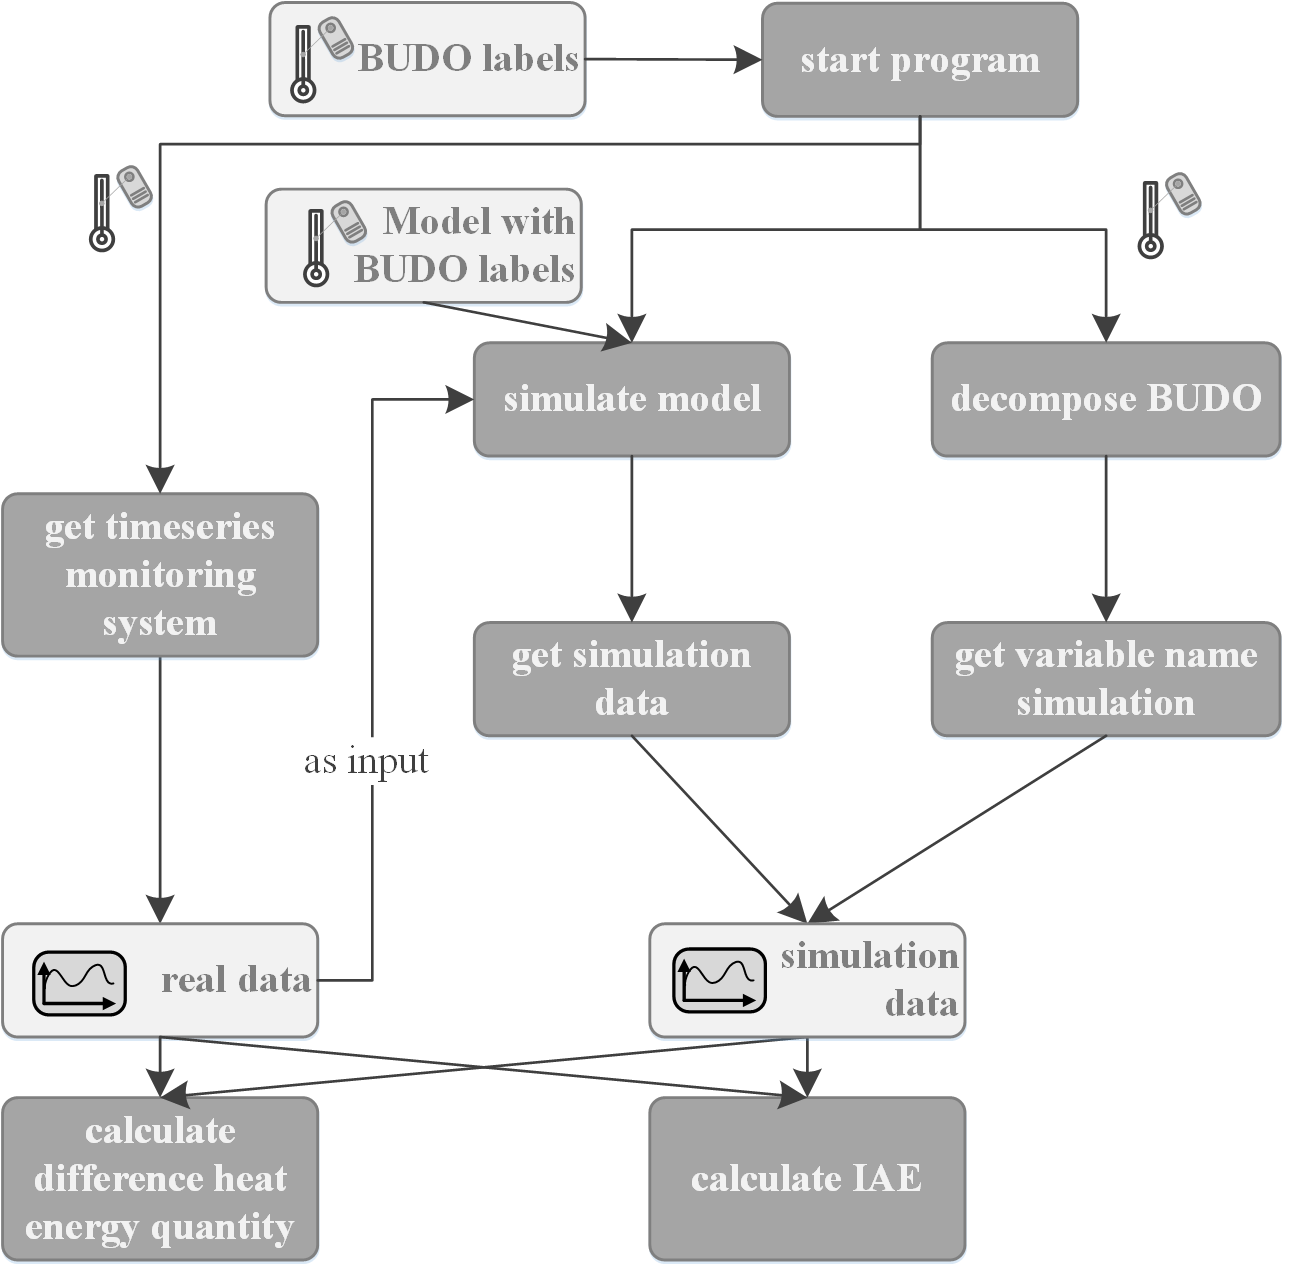 BUDO labels
start program
Model with
BUDO labels
simulate model
decompose BUDO
get timeseries
monitoring
system
get simulation
data
get variable name
simulation
as input
real data
simulation
data
calculate
difference heat
energy quantity
calculate IAE